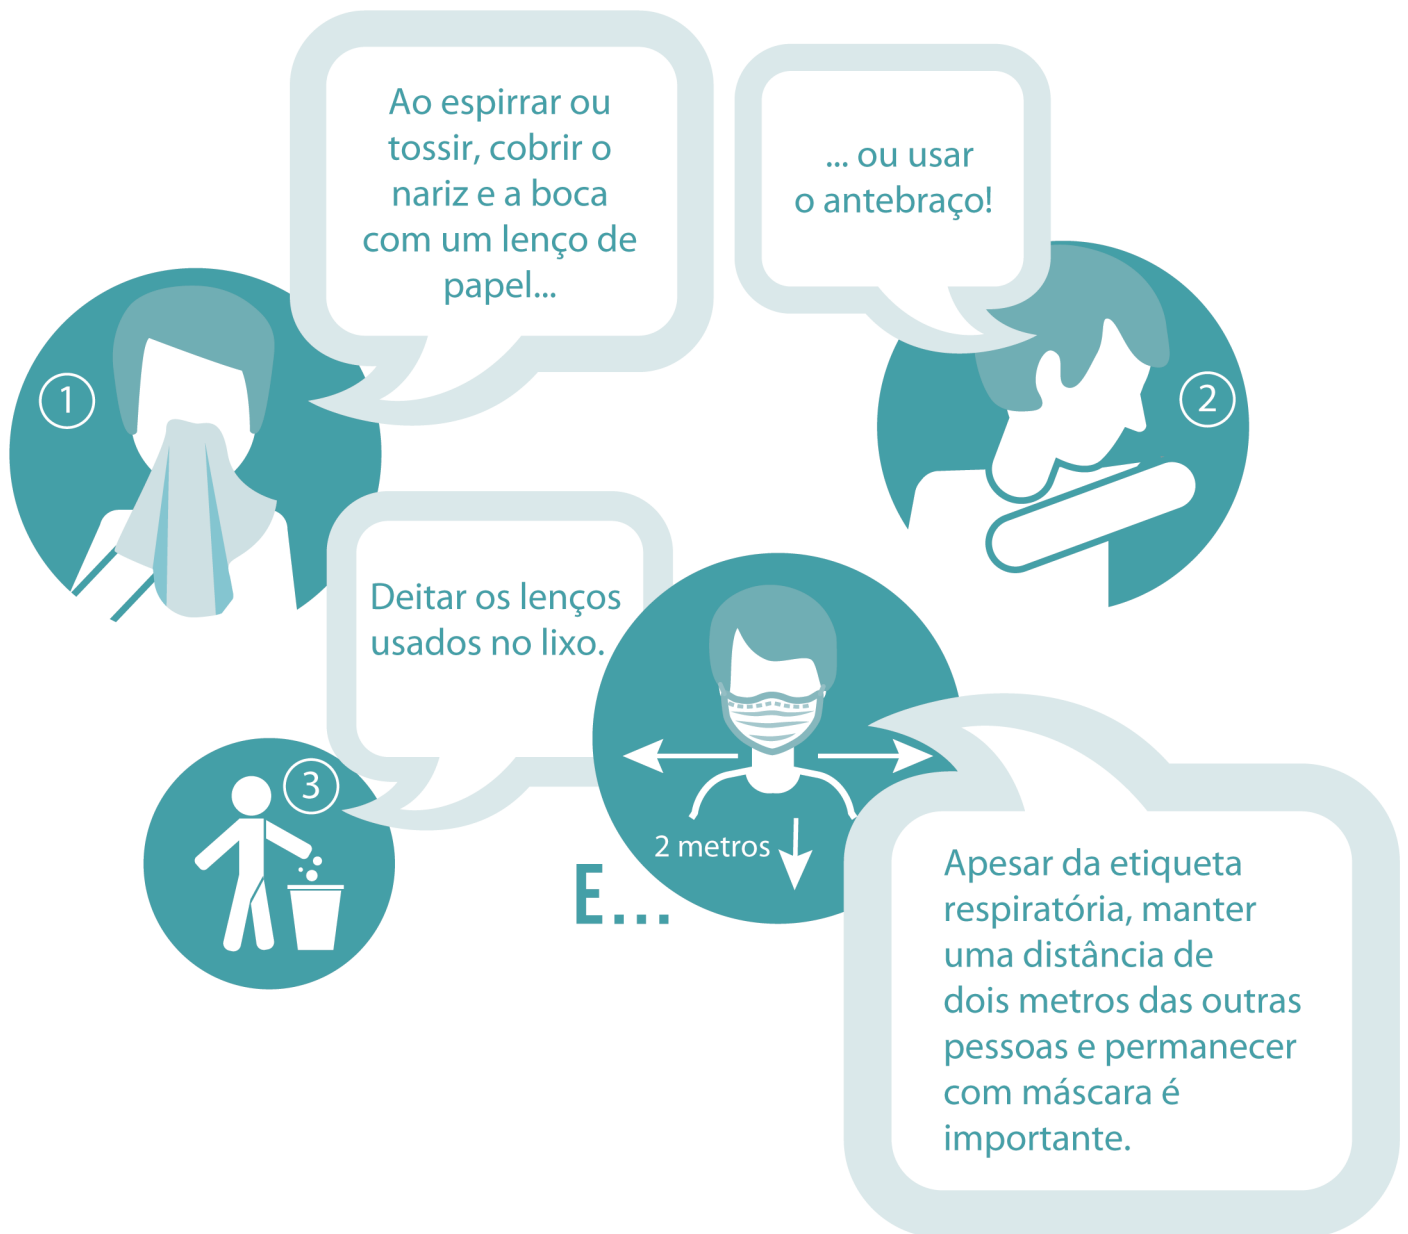 Ao espirrar ou
tossir, cobrir o
nariz e a boca
com um lenço de
papel...
1
... ou usar
o antebraço!
2
Deitar os lenços
usados no lixo.
3
E...
2 metros
Apesar da etiqueta
respiratória, manter
uma distância de
dois metros das outras
pessoas e permanecer
com máscara é
importante.